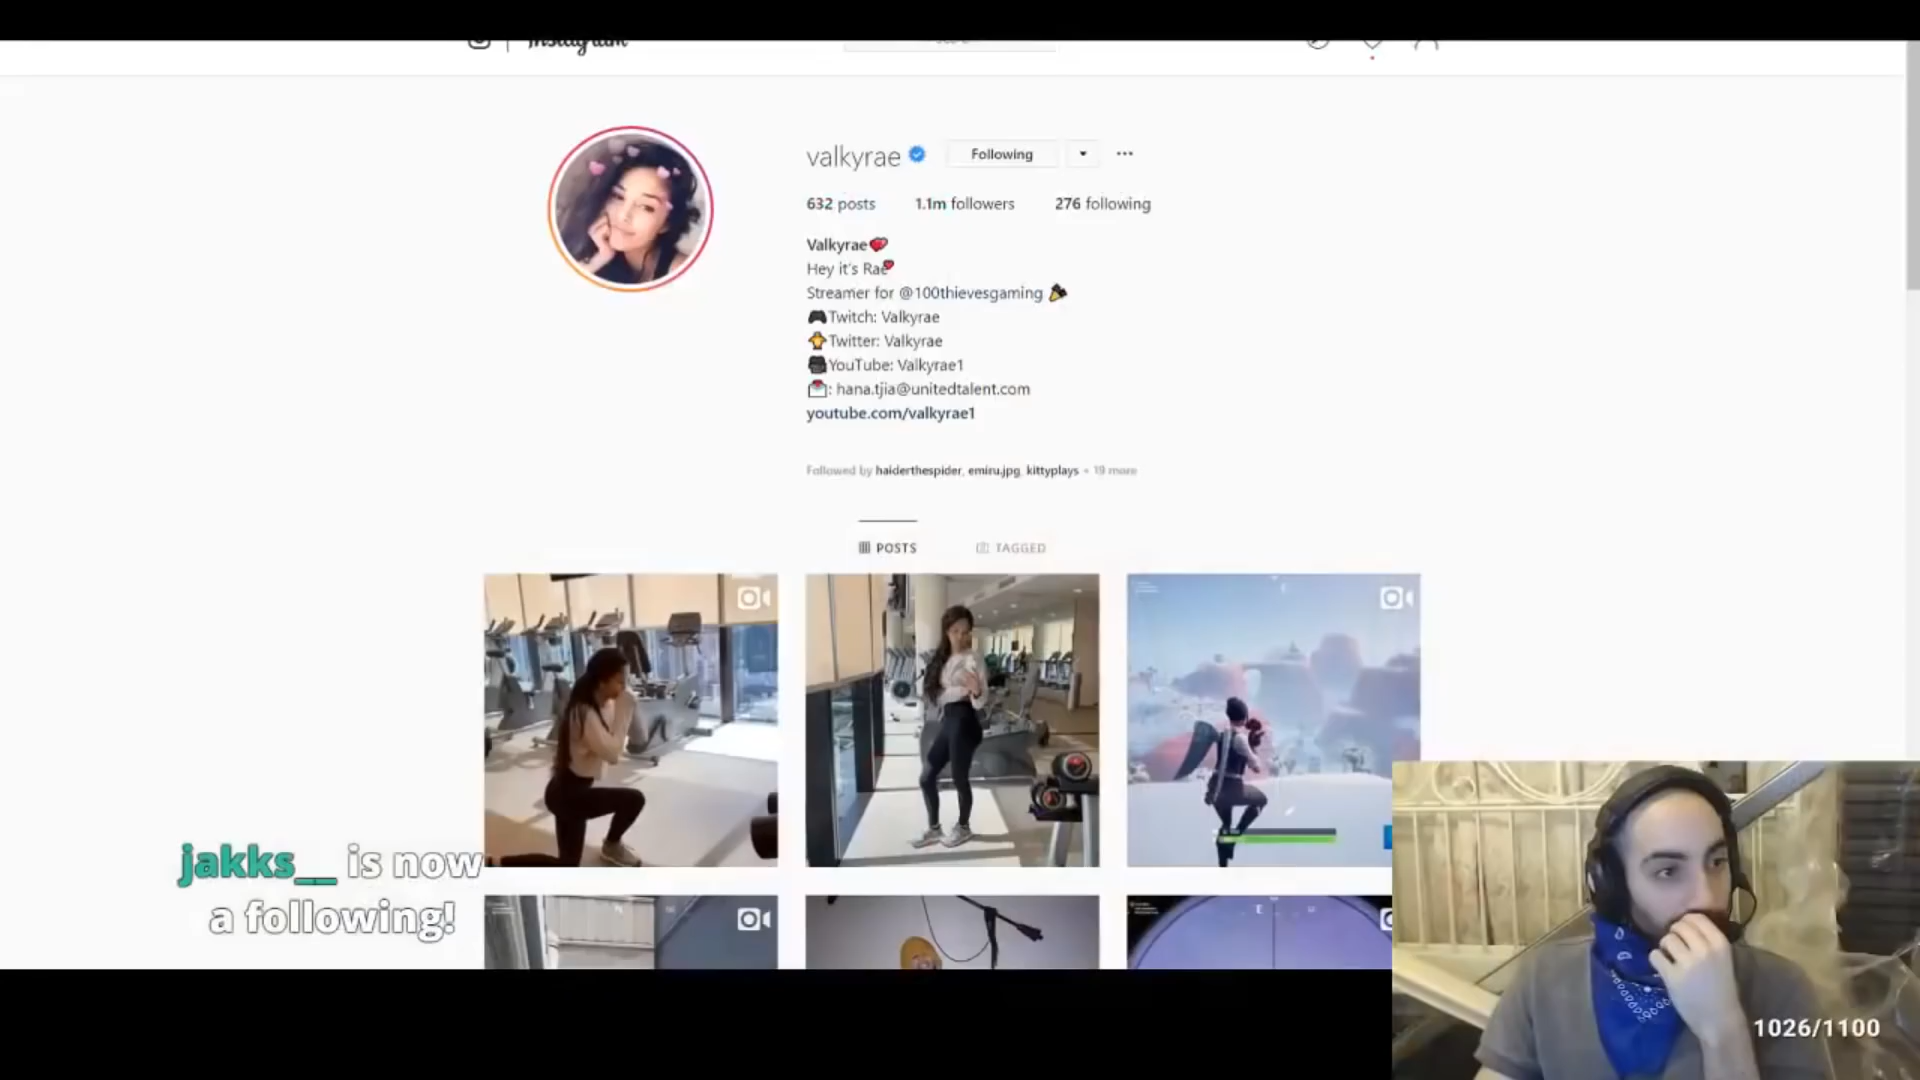 Instagram
valkyrae
Following
632 posts
1.1m followers
276 following
Valkyrae
Hey it's Rae
Streamer for @100thievesgaming
Twitch: Valkyrae
Twitter: Valkyrae
YouTube: Valkyrae1
: hana.tjia@unitedtalent.com
youtube.com/valkyrae1
Followed by haiderthespider, emiru.jpg, kittyplays • 19 more
POSTS
TAGGED
jakks__ is now
a following!
1026/1100